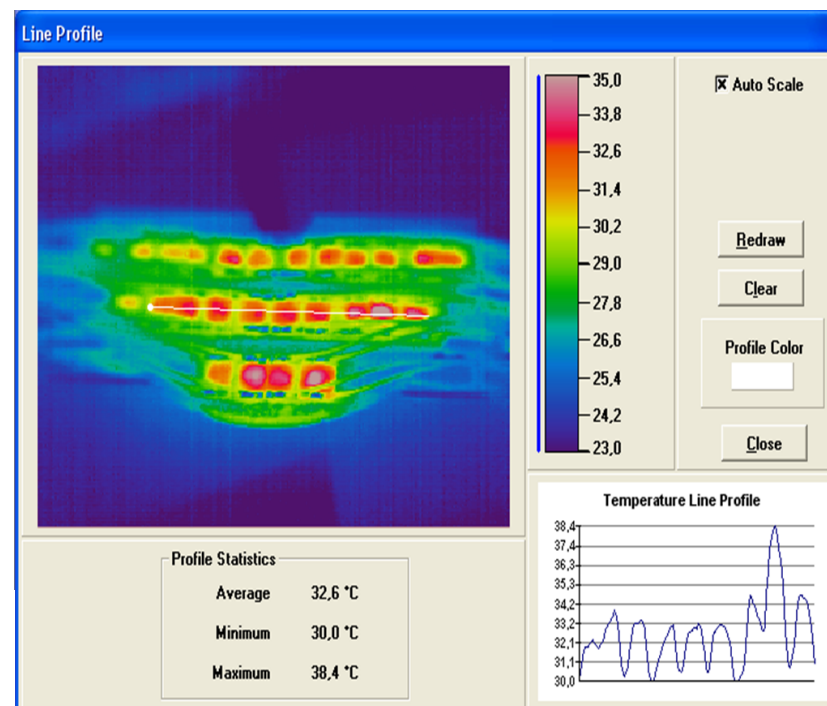 Line Profile
35,0
33,8
32,6
31,4
30,2
29,0
27,8
26,6
25,4
24,2
23,0
Auto Scale
Redraw
Clear
Profile Color
Close
Profile Statistics
Average 32,6 °C
Minimum 30,0 °C
Maximum 38,4 °C
Temperature Line Profile
38,4
37,4
36,3
35,3
34,2
33,2
32,1
31,1
30,0